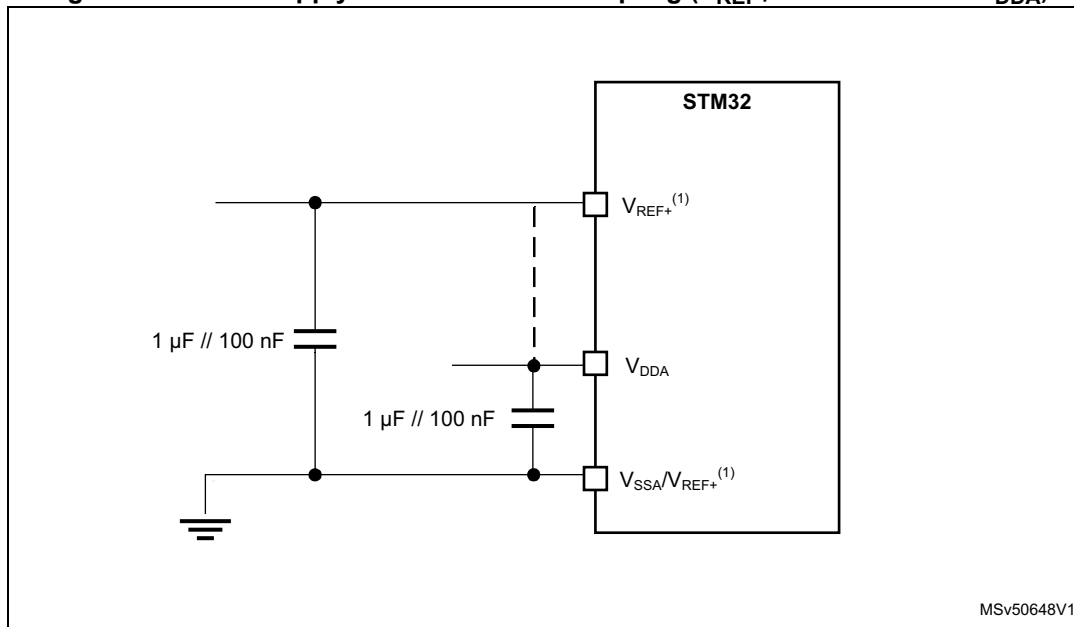 STM32
VREF+(1)
1 µF // 100 nF
VDDA
1 µF // 100 nF
VSSA/VREF+(1)
MSv50648V1